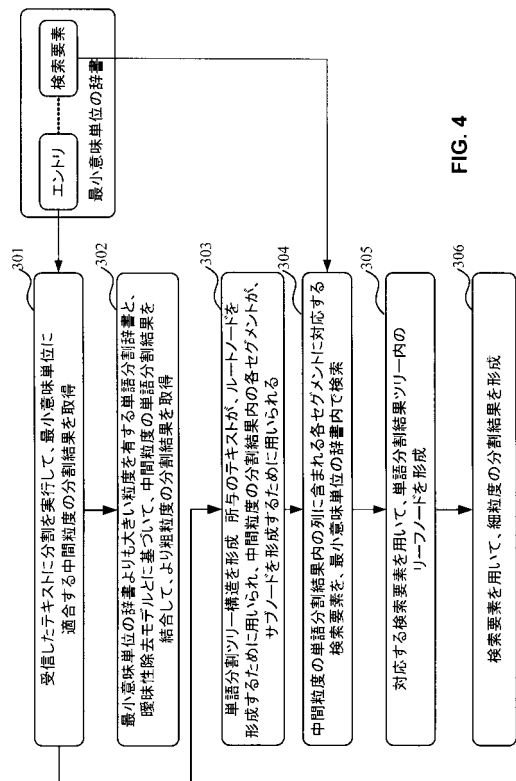 エントリ
検索要素
最小意味単位の辞書
301
受信したテキストに分割を実行して、最小意味単位に
適合する中間粒度の分割結果を取得
302
最小意味単位の辞書よりも大きい粒度を有する単語分割辞書と、
曖昧性除去モデルとに基づいて、中間粒度の単語分割結果を
結合して、より粗粒度の分割結果を取得
303
単語分割ツリー構造を形成 所与のテキストが、ルートノードを
形成するために用いられ、中間粒度の分割結果内の各セグメントが、
サブノードを形成するために用いられる
304
中間粒度の単語分割結果内の列に含まれる各セグメントに対応する
検索要素を、最小意味単位の辞書内で検索
305
対応する検索要素を用いて、単語分割結果ツリー内の
リーフノードを形成
306
検索要素を用いて、細粒度の分割結果を形成
FIG. 4